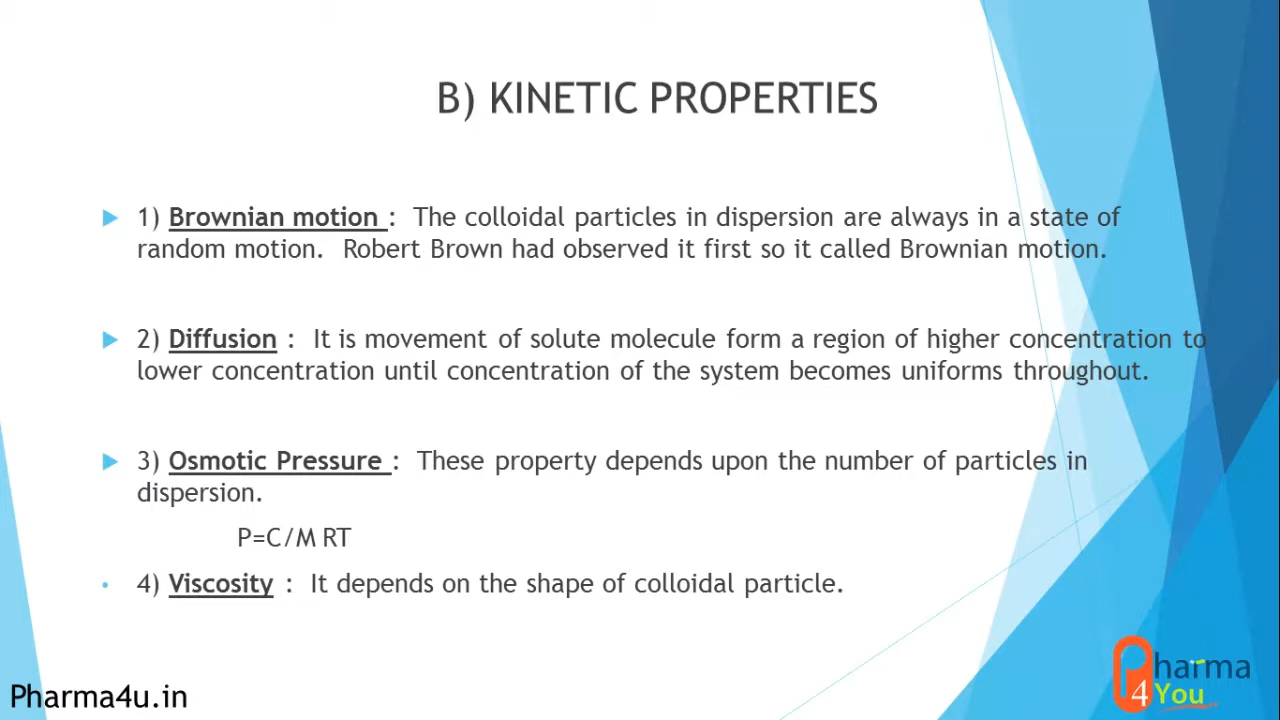 B) KINETIC PROPERTIES
1) Brownian motion : The colloidal particles in dispersion are always in a state of
random motion. Robert Brown had observed it first so it called Brownian motion.
2) Diffusion : It is movement of solute molecule form a region of higher concentration to
lower concentration until concentration of the system becomes uniforms throughout.
3) Osmotic Pressure : These property depends upon the number of particles in
dispersion.
P=C/M RT
4) Viscosity : It depends on the shape of colloidal particle.
Pharma4u.in
Pharma
4 You